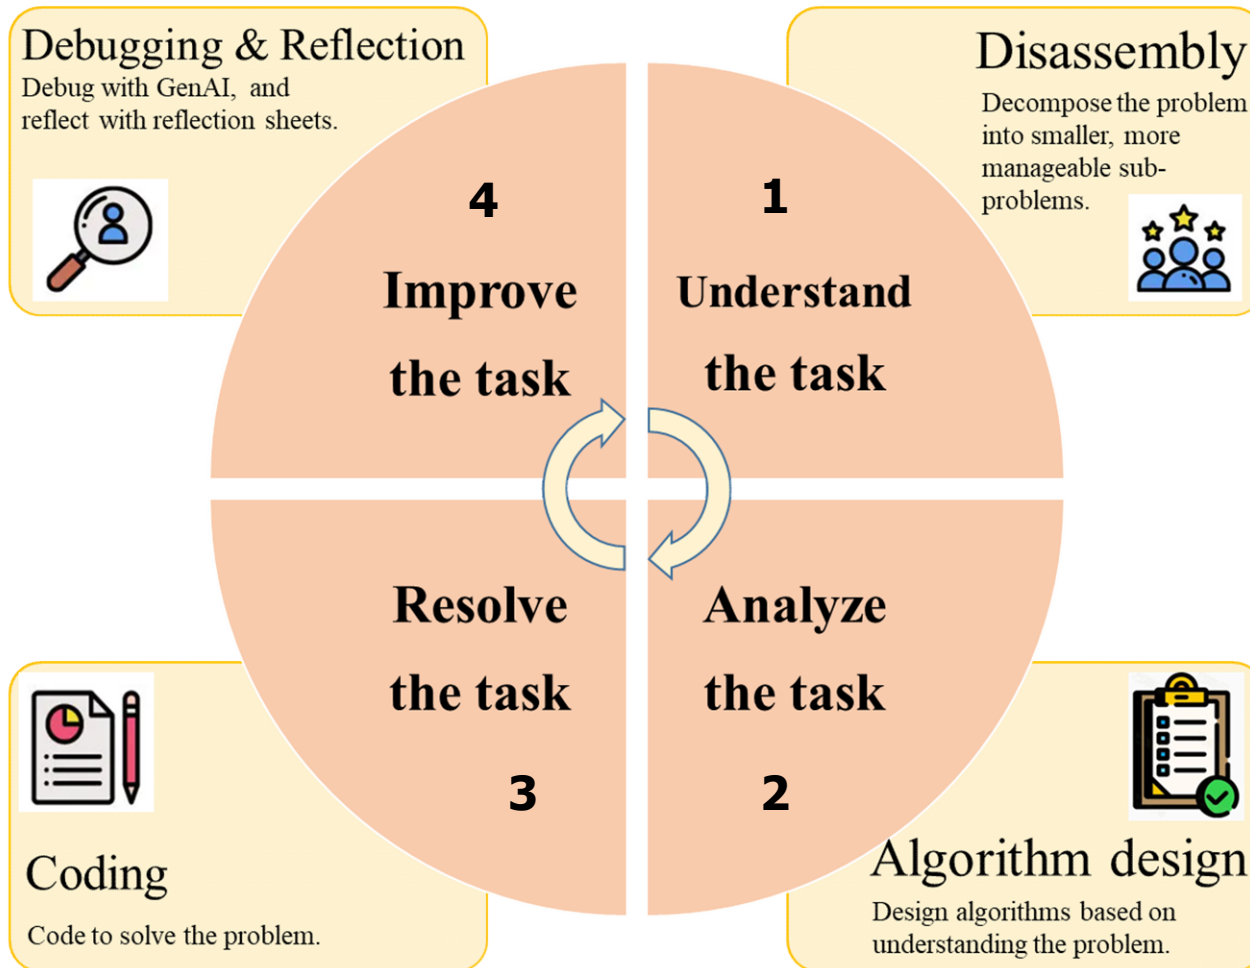 Debugging & Reflection
Debug with GenAI, and
reflect with reflection sheets.
Disassembly
Decompose the problem
into smaller, more
manageable sub-
problems.
4
Improve
the task
1
Understand
the task
Resolve
the task
3
Analyze
the task
2
Coding
Code to solve the problem.
Algorithm design
Design algorithms based on
understanding the problem.